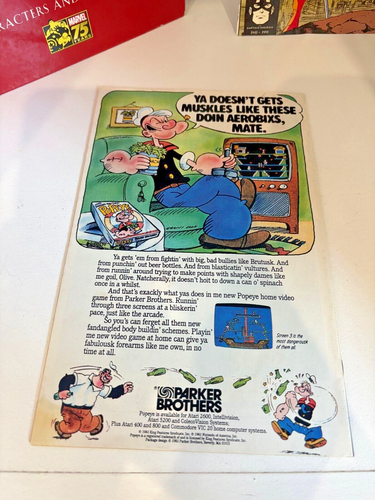 RACTERS AND
MARVEL
75
YA DOESN'T GETS
MUSKLES LIKE THESE
DOIN AEROBIXS,
MATE.
Ya gets 'em from fightin' with big, bad bullies like Brutusk. And
from punchin' out beer bottles. And from blasticatin' vultures. And
from runnin' around trying to make points with shapely dames like
me goil, Olive. Natcherally, it doesn't hoit to down a can o' spinach
once in a whilst.
And that's exackly what yas does in me new Popeye home video
game from Parker Brothers. Runnin'
through three screens at a bliskerin'
pace, just like the arcade.
So you's can ferget all them new
fandangled body buildin' schemes. Playin'
me new video game at home can give ya
fabulousk forearms like me own, in no
time at all.
Screen 3 is the
most dangerousk
of them all.
PARKER
BROTHERS
Popeye is available for Atari 2600, Intellivision,
Atari 5200 and ColecoVision Systems;
Plus Atari 400 and 800 and Commodore VIC 20 home computer systems.